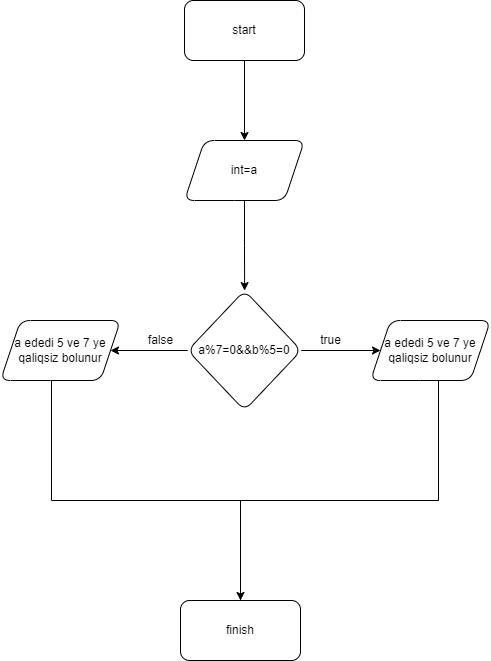 start
int=a
false
true
a ededi 5 ve 7 ye
qaliqsiz bolunur
a%7=0&&b%5=0
a ededi 5 ve 7 ye
qaliqsiz bolunur
finish